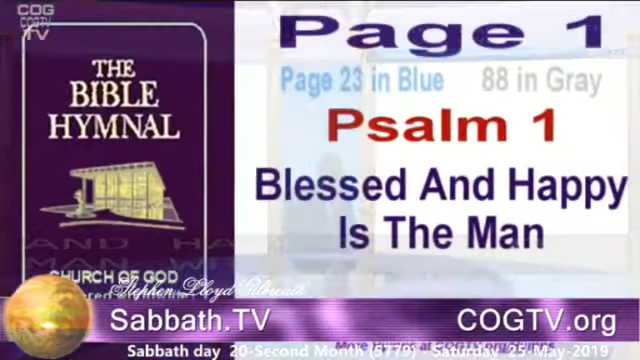 COG
COGTV
TV
Page 1
Page 23 in Blue 88 in Gray
Psalm 1
Blessed And Happy
Is The Man
THE
BIBLE
HYMNAL
CHURCH OF GOD
Stephen Lloyd Gilbreath
Sabbath.TV
COGTV.org
Sabbath day 20-Second Month (5779) - Saturday 25-May-2019